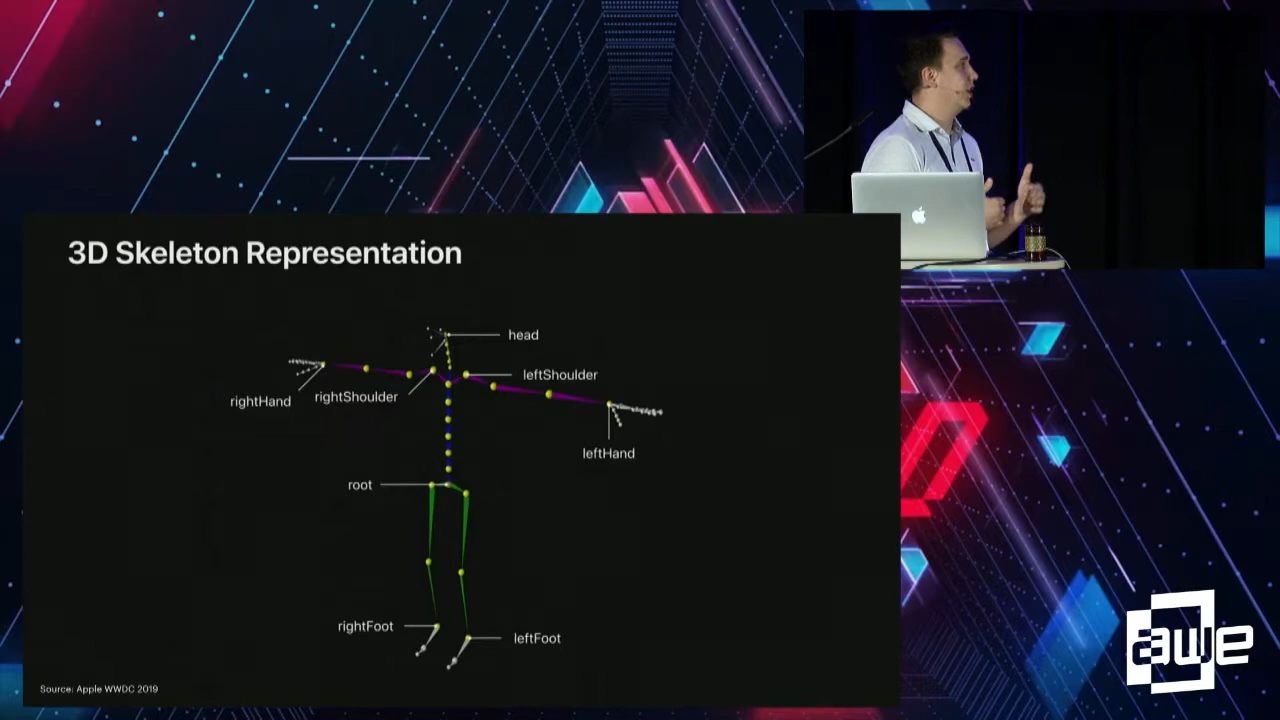 3D Skeleton Representation
head
leftShoulder
rightHand
rightShoulder
leftHand
root
rightFoot
leftFoot
Source: Apple WWDC 2019
awe